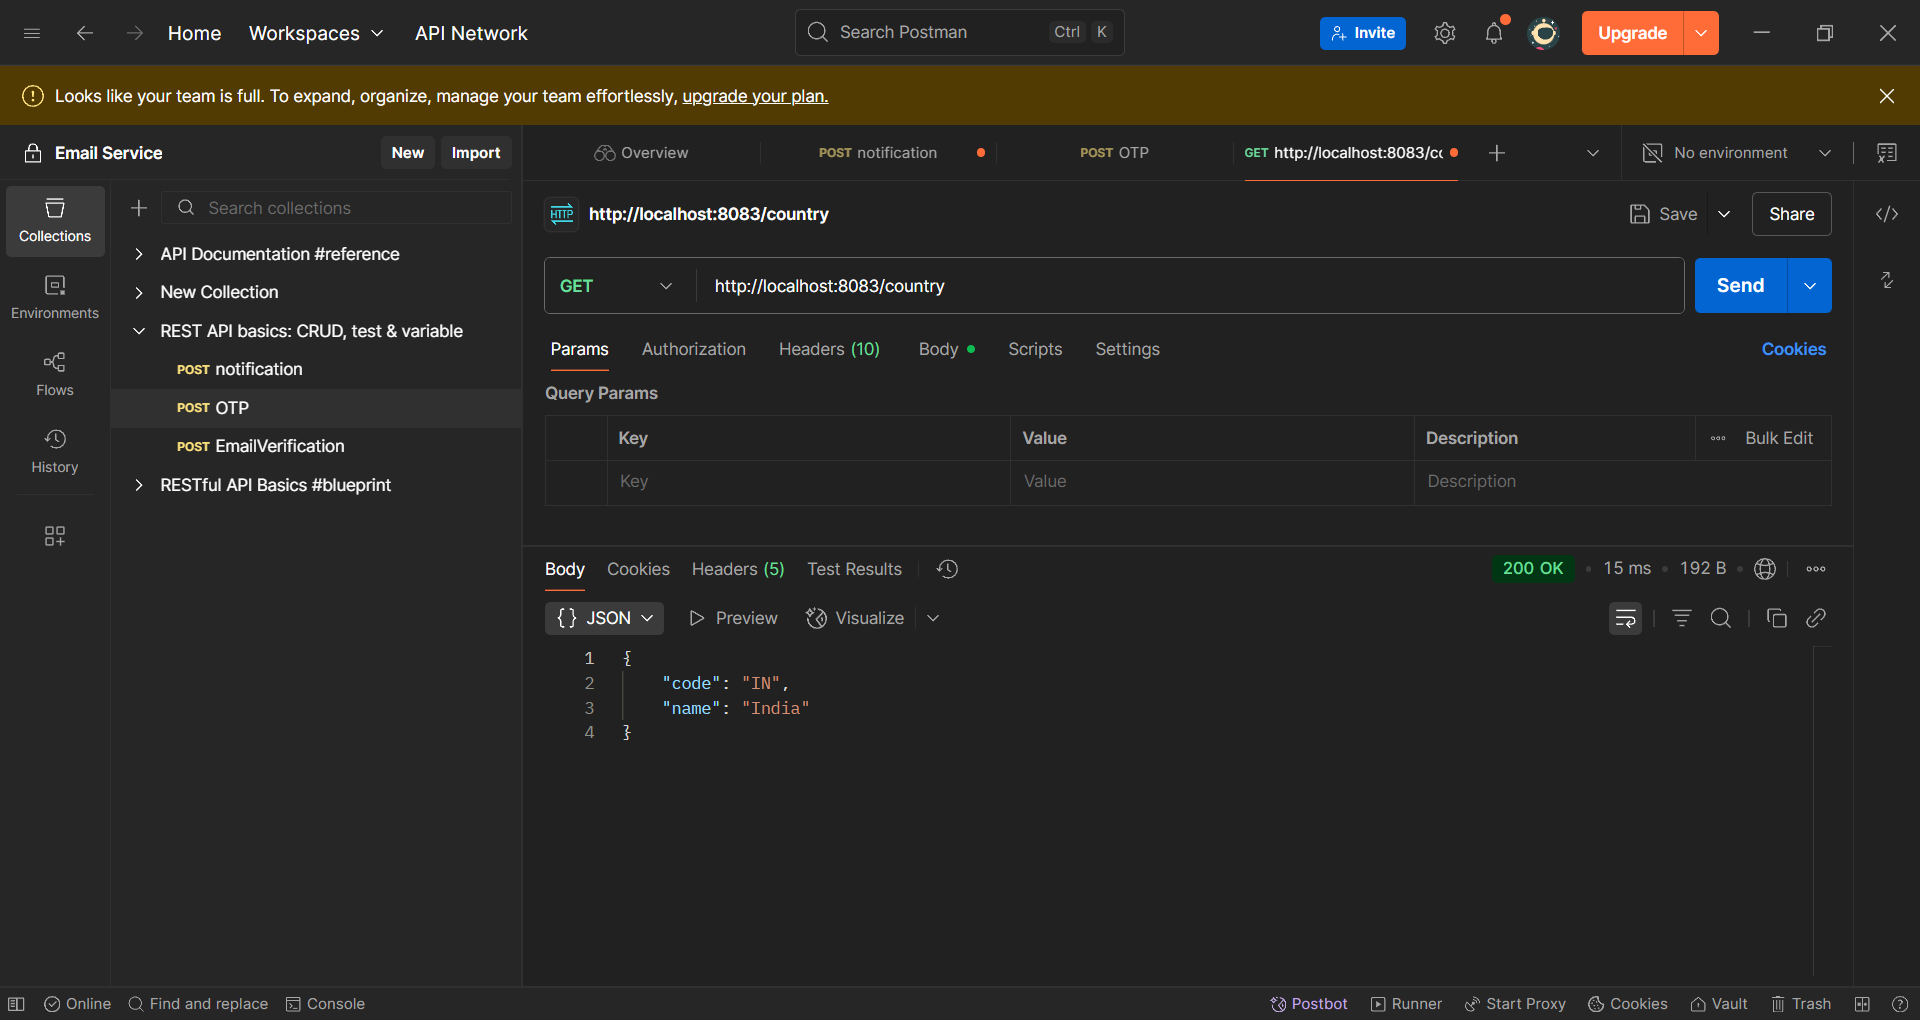 Home Workspaces API Network Search Postman Ctrl K Invite Upgrade
Looks like your team is full. To expand, organize, manage your team effortlessly, upgrade your plan.
Email Service New Import
Overview POST notification POST OTP GET http://localhost:8083/cc No environment
Collections
Environments
Flows
History
Search collections
API Documentation #reference
New Collection
REST API basics: CRUD, test & variable
POST notification
POST OTP
POST EmailVerification
RESTful API Basics #blueprint
HTTP http://localhost:8083/country Save Share
GET http://localhost:8083/country Send
Params Authorization Headers (10) Body Scripts Settings Cookies
Query Params
Key Value Description Bulk Edit
Key Value Description
Body Cookies Headers (5) Test Results 200 OK 15 ms 192 B
{} JSON Preview Visualize
1 {
2 "code": "IN",
3 "name": "India"
4 }
Online Find and replace Console Postbot Runner Start Proxy Cookies Vault Trash